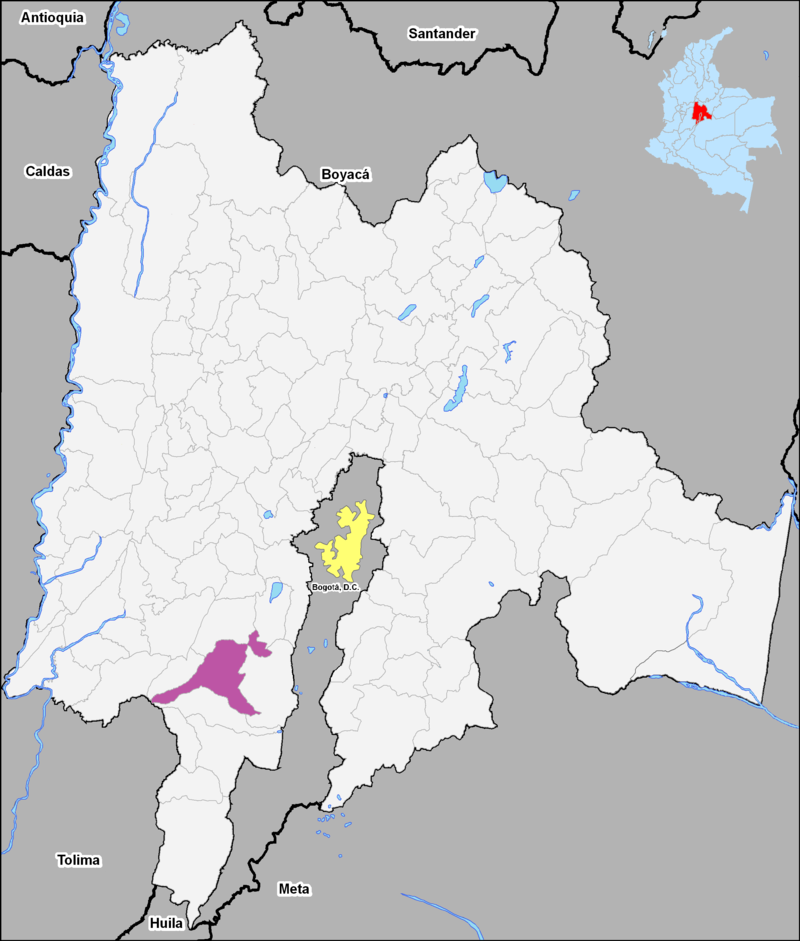 Antioquia
Santander
Caldas
Boyacá
Bogotá, D.C.
Tolima
Meta
Huila